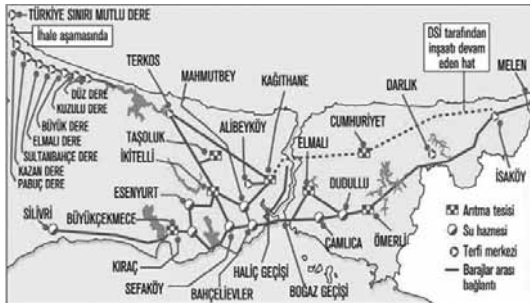 TÜRKİYE SINIRI MUTLU DERE
İhale aşamasında
DÜZ DERE
KUZULU DERE
BÜYÜK DERE
ELMALI DERE
SULTANBAHÇE DERE
KAZAN DERE
PABUÇ DERE
TERKOS
MAHMUTBEY
KAĞITHANE
DSİ tarafından
inşaatı devam
eden hat
MELEN
TAŞOLUK
ALİBEYKÖY
CUMHURİYET
DARLIK
İKİTELLİ
ELMALI
İSAKÖY
ESENYURT
DUDULLU
SİLİVRİ
BÜYÜKÇEKMECE
ÖMERLİ
ÇAMLICA
KIRAÇ
SEFAKÖY
BAHÇELİEVLER
HALİÇ GEÇİŞİ
BOĞAZ GEÇİŞİ
Arıtma tesisi
Su haznesi
Terfi merkezi
Barajlar arası
bağlantı